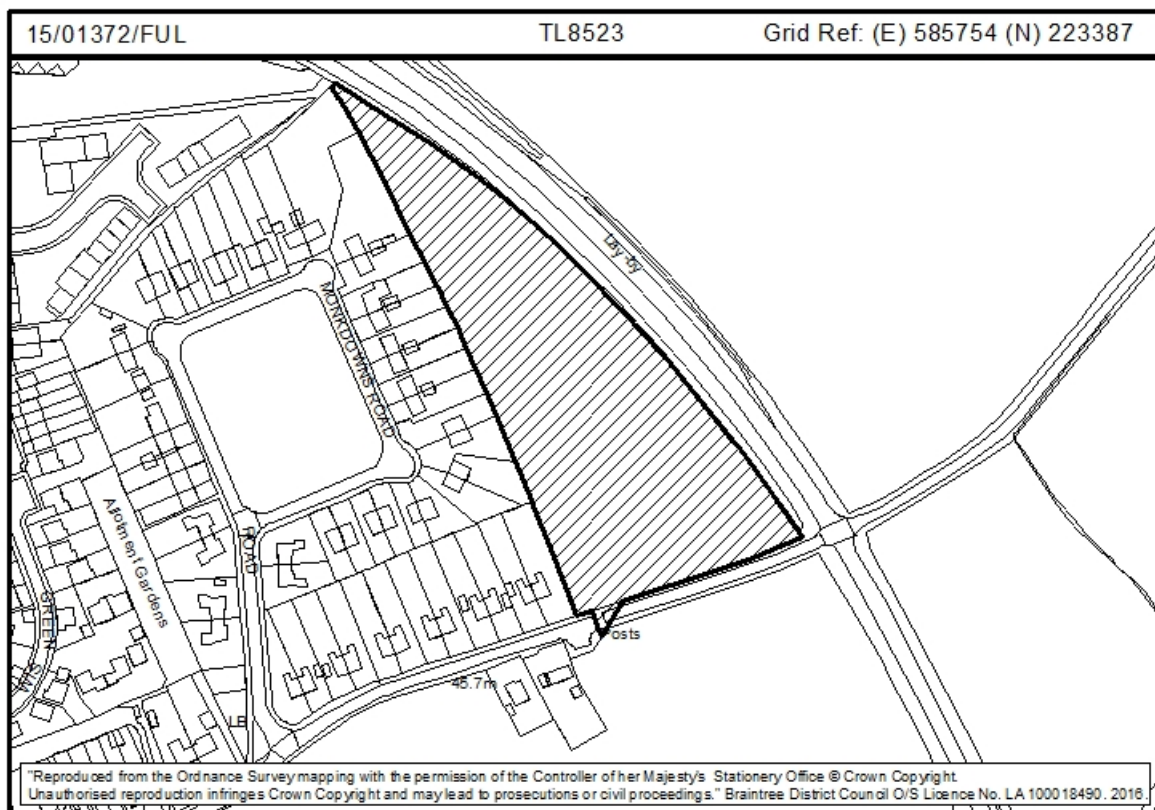 15/01372/FUL TL8523 Grid Ref: (E) 585754 (N) 223387
Lay-by
MONKDOWNS ROAD
Allotment Gardens
ROAD
GREEN
Posts
45.7m
LB
"Reproduced from the Ordnance Survey mapping with the permission of the Controller of her Majesty's Stationery Office © Crown Copyright.
Unauthorised reproduction infringes Crown Copyright and may lead to prosecutions or civil proceedings." Braintree District Council O/S Licence No. LA 100018490. 2016.